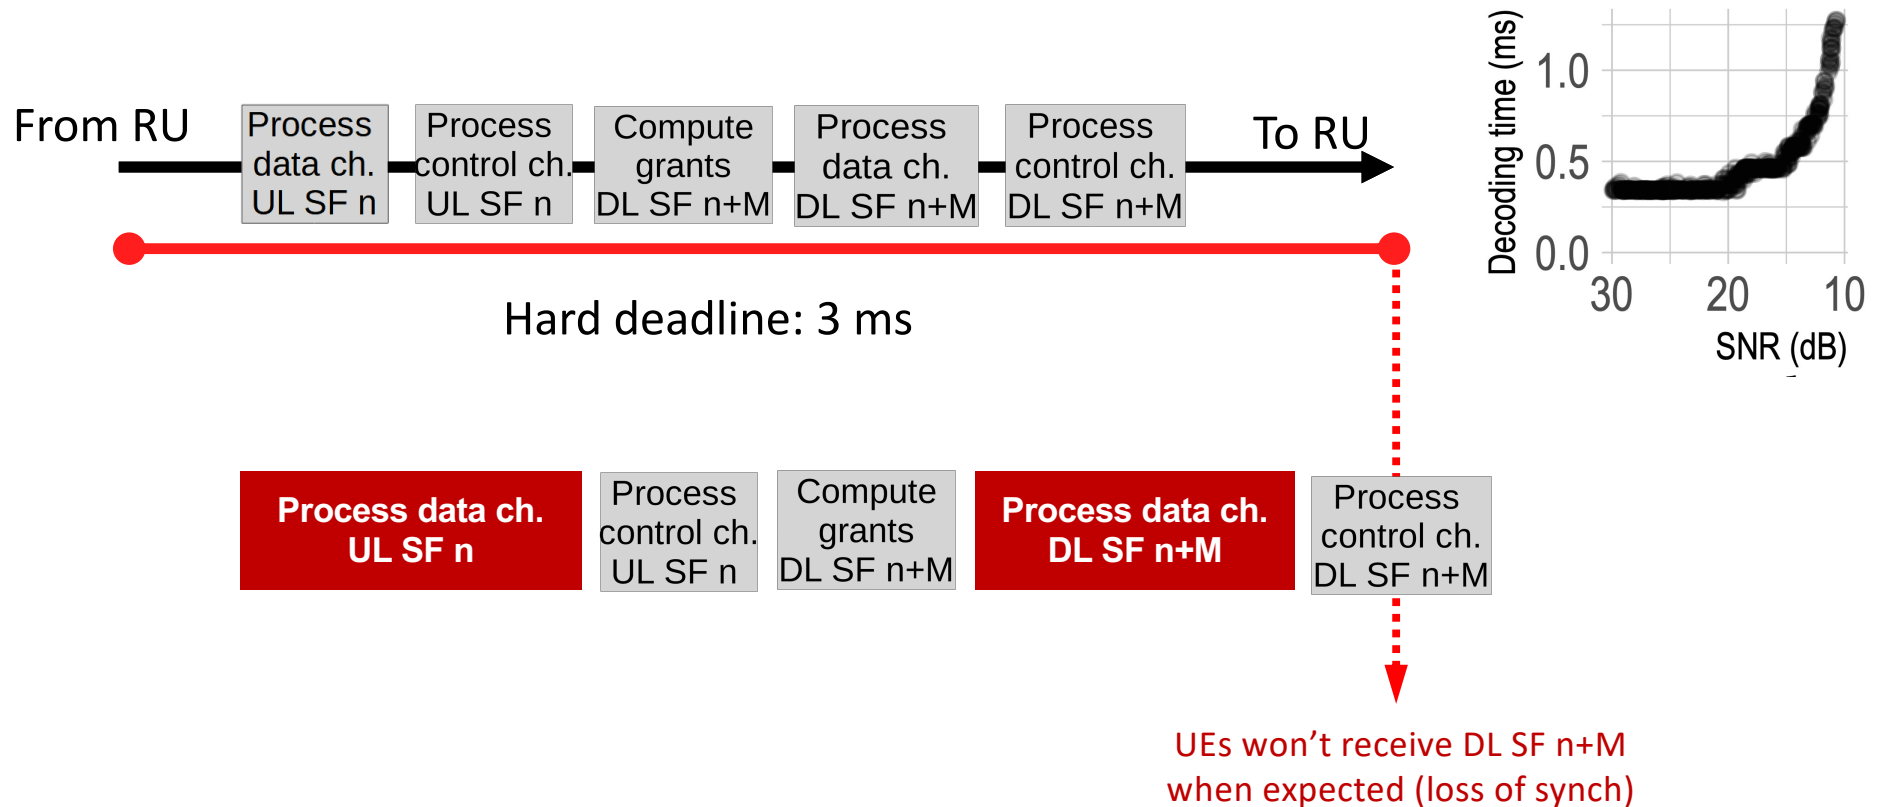 From RU
Process
data ch.
UL SF n
Process
control ch.
UL SF n
Compute
grants
DL SF n+M
Process
data ch.
DL SF n+M
Process
control ch.
DL SF n+M
To RU
Hard deadline: 3 ms
Decoding time (ms)
1.0
0.5
0.0
30 20 10
SNR (dB)
Process data ch.
UL SF n
Process
control ch.
UL SF n
Compute
grants
DL SF n+M
Process data ch.
DL SF n+M
Process
control ch.
DL SF n+M
UEs won’t receive DL SF n+M
when expected (loss of synch)